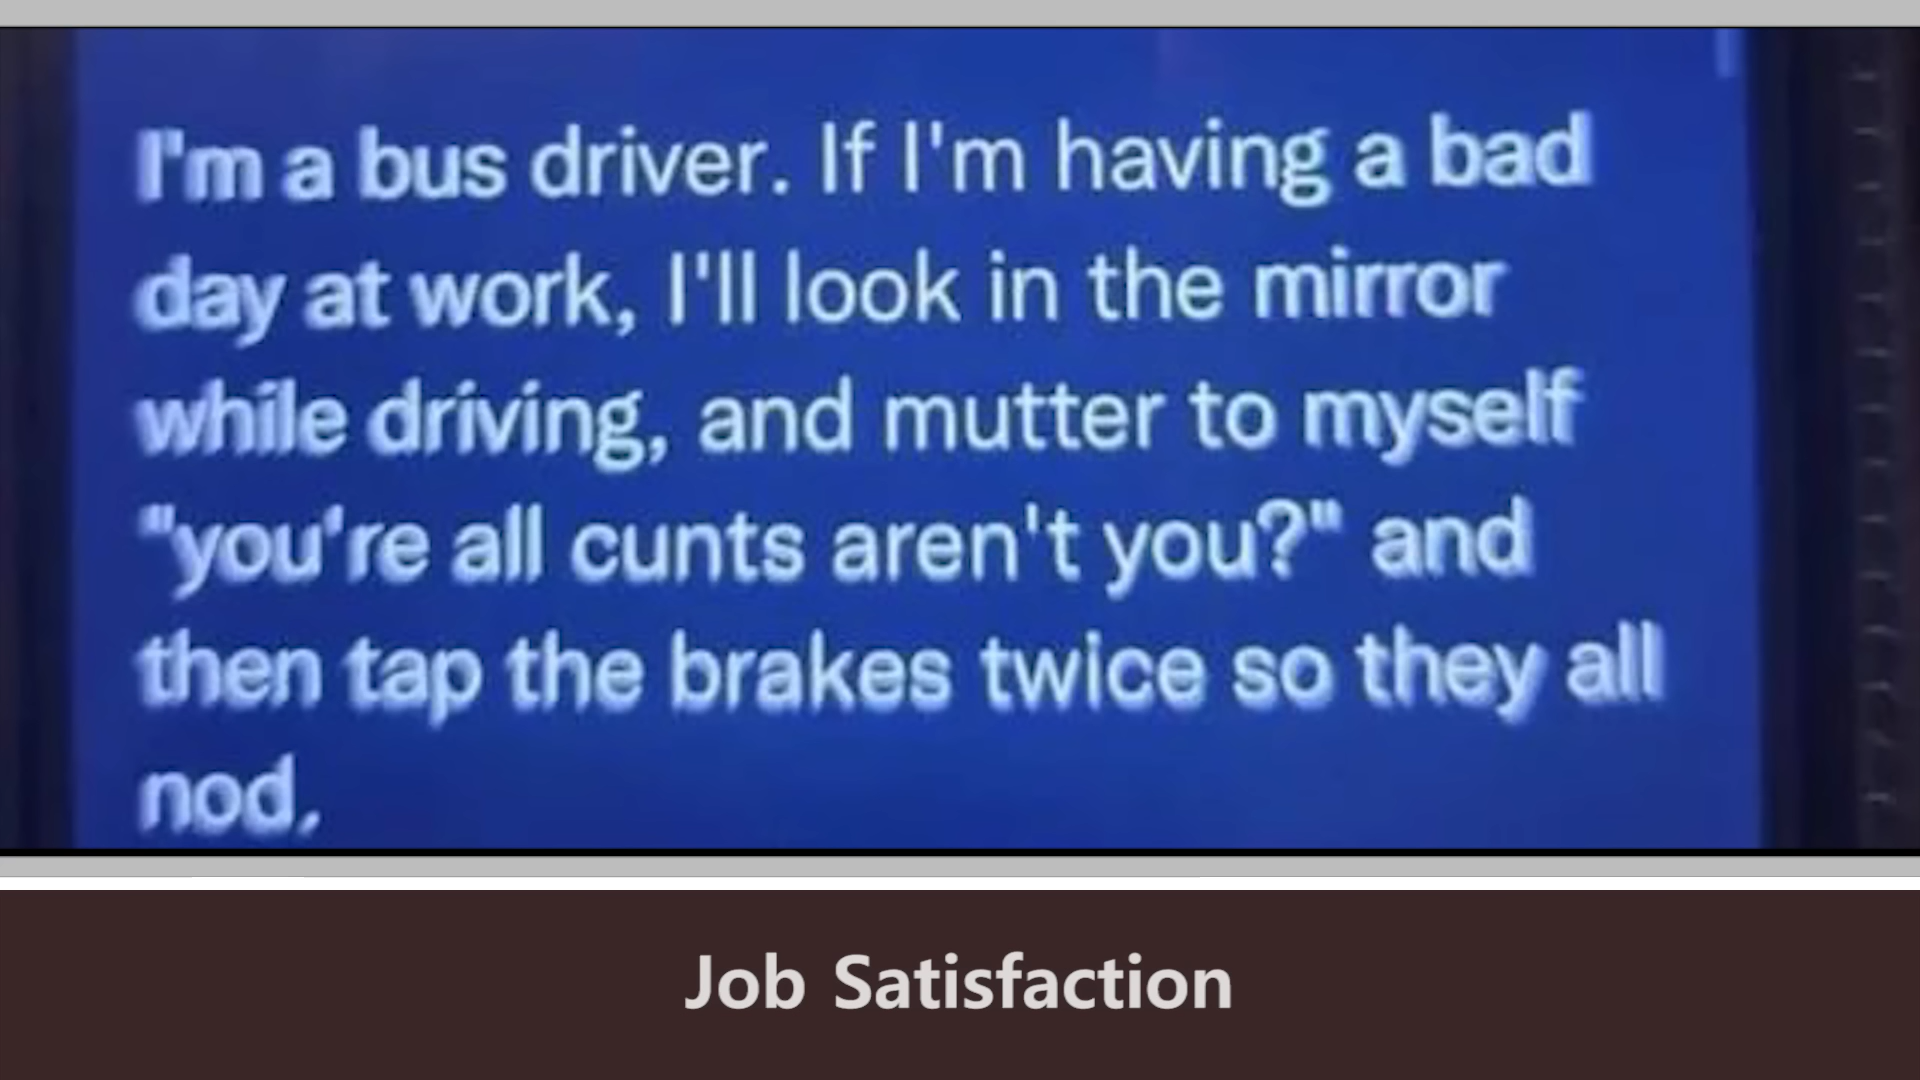 I'm a bus driver. If I'm having a bad
day at work, I'll look in the mirror
while driving, and mutter to myself
"you're all cunts aren't you?" and
then tap the brakes twice so they all
nod.
Job Satisfaction